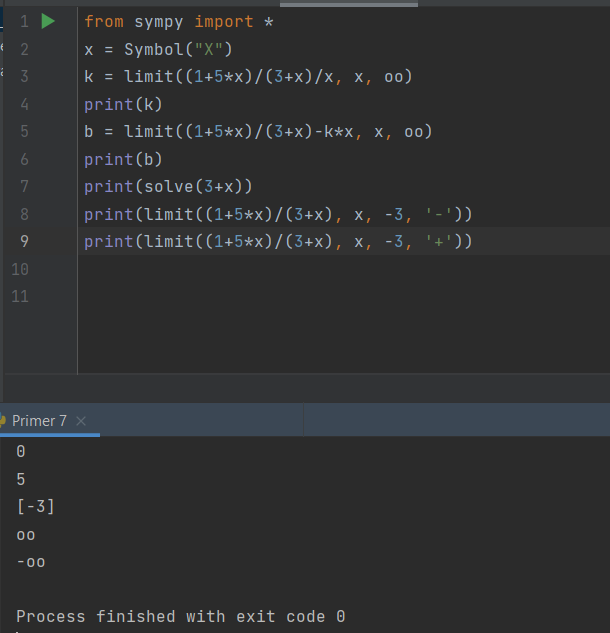 1 from sympy import *
2 x = Symbol("X")
3 k = limit((1+5*x)/(3+x)/x, x, oo)
4 print(k)
5 b = limit((1+5*x)/(3+x)-k*x, x, oo)
6 print(b)
7 print(solve(3+x))
8 print(limit((1+5*x)/(3+x), x, -3, '-'))
9 print(limit((1+5*x)/(3+x), x, -3, '+'))
10
11
Primer 7 ×
0
5
[-3]
oo
-oo
Process finished with exit code 0